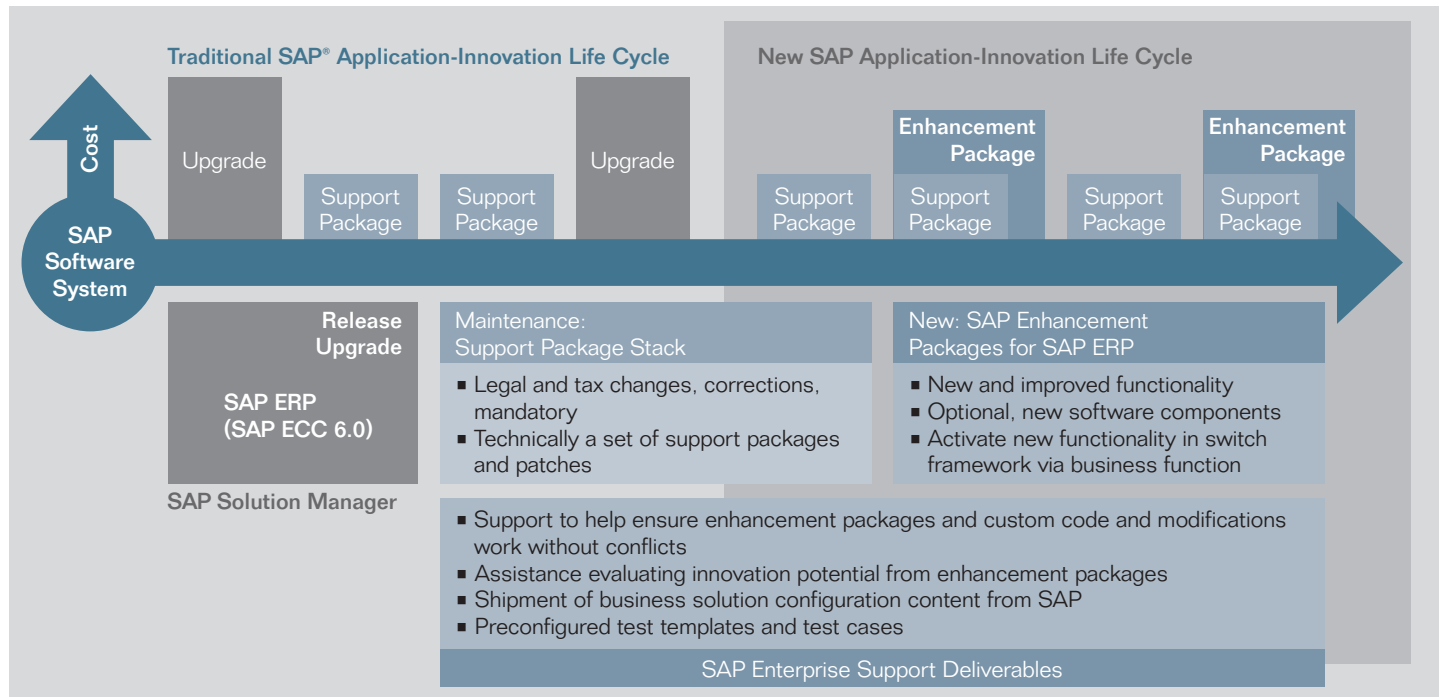 Traditional SAP® Application-Innovation Life Cycle
New SAP Application-Innovation Life Cycle
Cost
SAP
Software
System
Upgrade
Support
Package
Support
Package
Upgrade
Support
Package
Enhancement
Package
Support
Package
Support
Package
Enhancement
Package
Support
Package
Release
Upgrade
SAP ERP
(SAP ECC 6.0)
SAP Solution Manager
Maintenance:
Support Package Stack
▪ Legal and tax changes, corrections,
mandatory
▪ Technically a set of support packages
and patches
New: SAP Enhancement
Packages for SAP ERP
▪ New and improved functionality
▪ Optional, new software components
▪ Activate new functionality in switch
framework via business function
▪ Support to help ensure enhancement packages and custom code and modifications
work without conflicts
▪ Assistance evaluating innovation potential from enhancement packages
▪ Shipment of business solution configuration content from SAP
▪ Preconfigured test templates and test cases
SAP Enterprise Support Deliverables